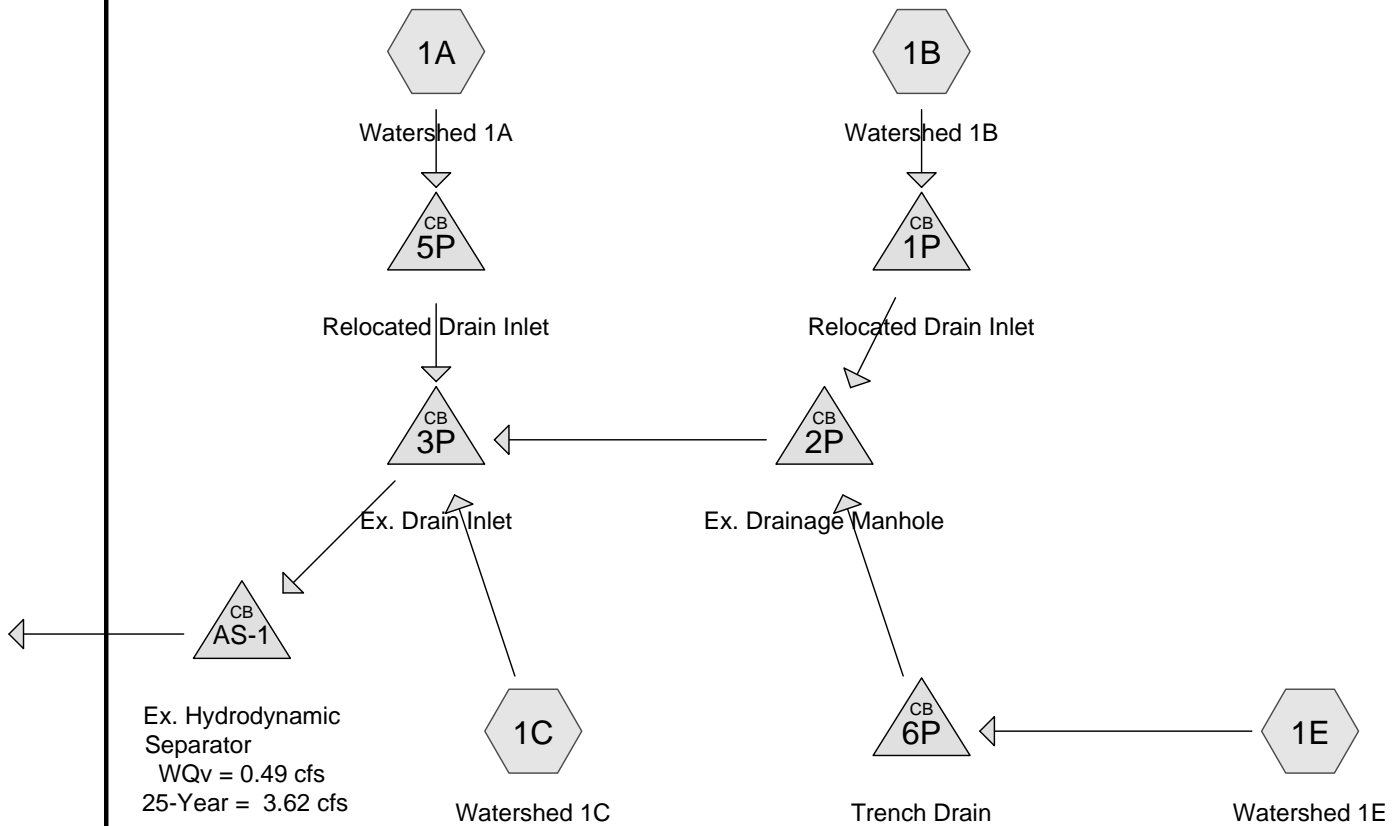 1A
1B
Watershed 1A
Watershed 1B
CB
5P
CB
1P
Relocated Drain Inlet
Relocated Drain Inlet
CB
3P
CB
2P
Ex. Drain Inlet
Ex. Drainage Manhole
CB
AS-1
Ex. Hydrodynamic
Separator
WQv = 0.49 cfs
25-Year = 3.62 cfs
1C
Watershed 1C
CB
6P
Trench Drain
1E
Watershed 1E